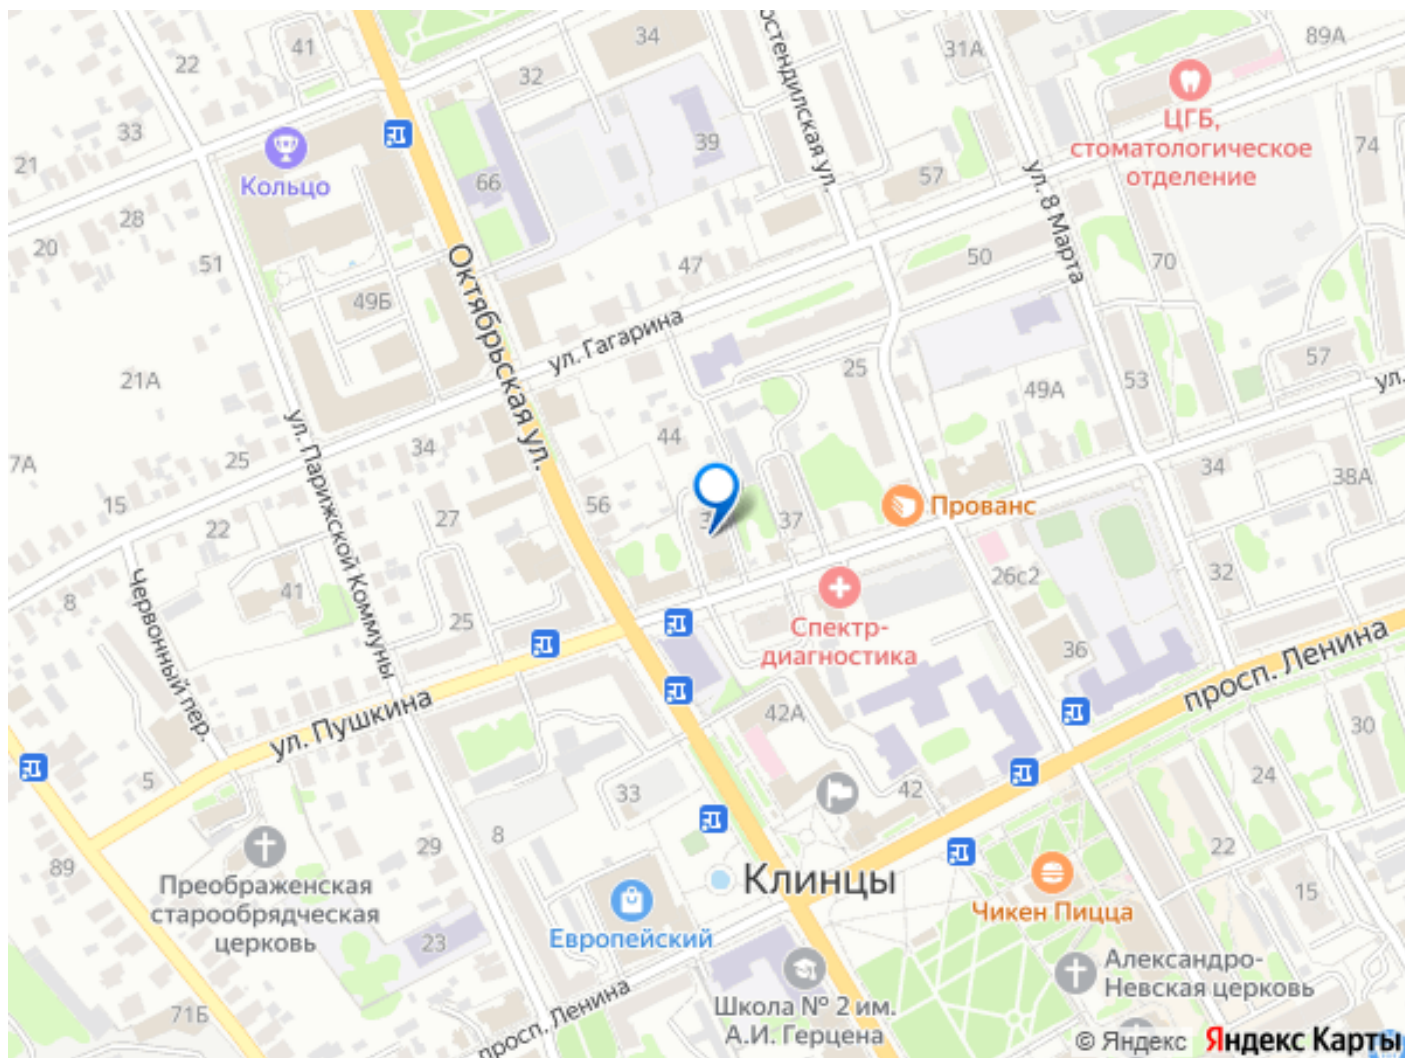 41
34
остендилская ул.
31А
89А
22
32
ЦГБ,
стоматологическое
отделение
33
39
74
21
Кольцо
66
57
ул. 8 Марта
28
20
51
47
50
70
49Б
Октябрьская ул.
ул. Гагарина
57
21А
25
49А
53
ул.
ул. Парижской Коммуны
44
34
7А
25
34
38А
15
56
Прованс
22
27
37
26с2
32
8
41
Червонный пер.
25
Спектр-
диагностика
36
просп. Ленина
ул. Пушкина
42А
30
5
24
42
33
8
29
22
89
Клинцы
15
Преображенская
старообрядческая
церковь
Чикен Пицца
Европейский
23
Александро-
Невская церковь
Школа № 2 им.
А.И. Герцена
71Б
просп. Ленина
© Яндекс Яндекс Карты